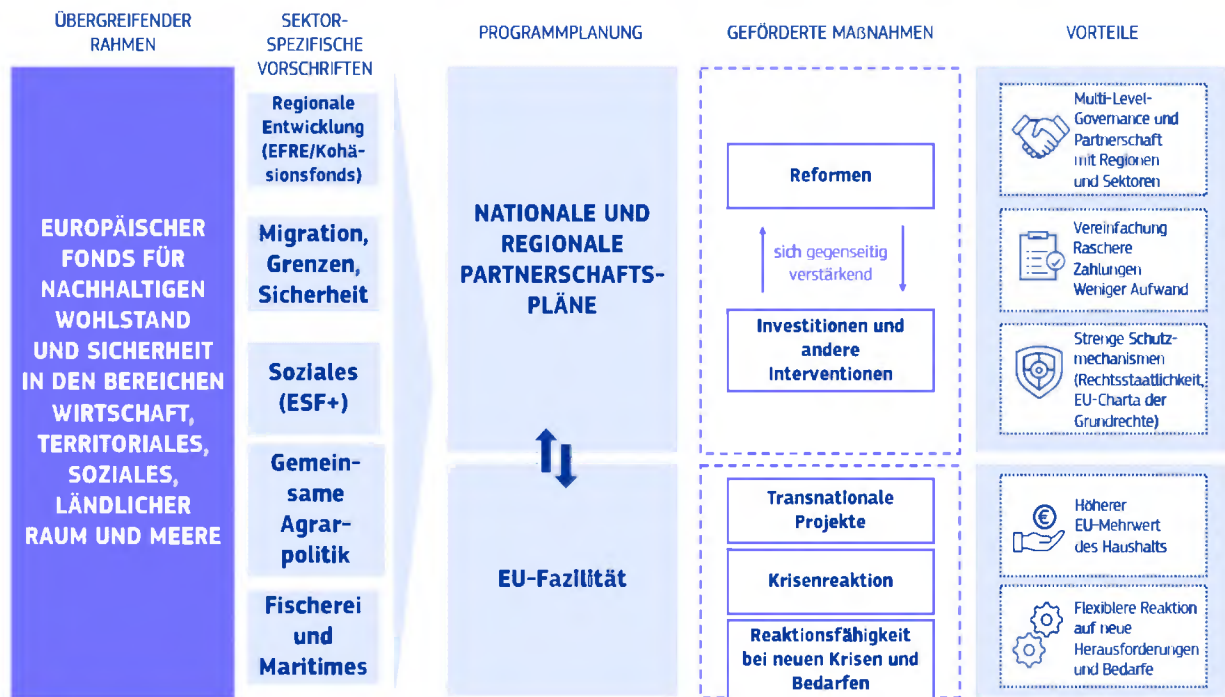 ÜBERGREIFENDER
RAHMEN
SEKTOR-
SPEZIFISCHE
VORSCHRIFTEN
PROGRAMMPLANUNG
GEFÖRDERTE MAßNAHMEN
VORTEILE
EUROPÄISCHER
FONDS FÜR
NACHHALTIGEN
WOHLSTAND
UND SICHERHEIT
IN DEN BEREICHEN
WIRTSCHAFT,
TERRITORIALES,
SOZIALES,
LÄNDLICHER
RAUM UND MEERE
Regionale
Entwicklung
(EFRE/Kohä-
sionsfonds)
Migration,
Grenzen,
Sicherheit
Soziales
(ESF+)
Gemein-
same
Agrar-
politik
Fischerei
und
Maritimes
NATIONALE UND
REGIONALE
PARTNERSCHAFTS-
PLÄNE
EU-Fazilität
Reformen
sich gegenseitig
verstärkend
Investitionen und
andere
Interventionen
Transnationale
Projekte
Krisenreaktion
Reaktionsfähigkeit
bei neuen Krisen und
Bedarfen
Multi-Level-
Governance und
Partnerschaft
mit Regionen
und Sektoren
Vereinfachung
Raschere
Zahlungen
Weniger Aufwand
Strenge Schutz-
mechanismen
(Rechtsstaatlichkeit,
EU-Charta der
Grundrechte)
Höherer
EU-Mehrwert
des Haushalts
Flexiblere Reaktion
auf neue
Herausforderungen
und Bedarfe